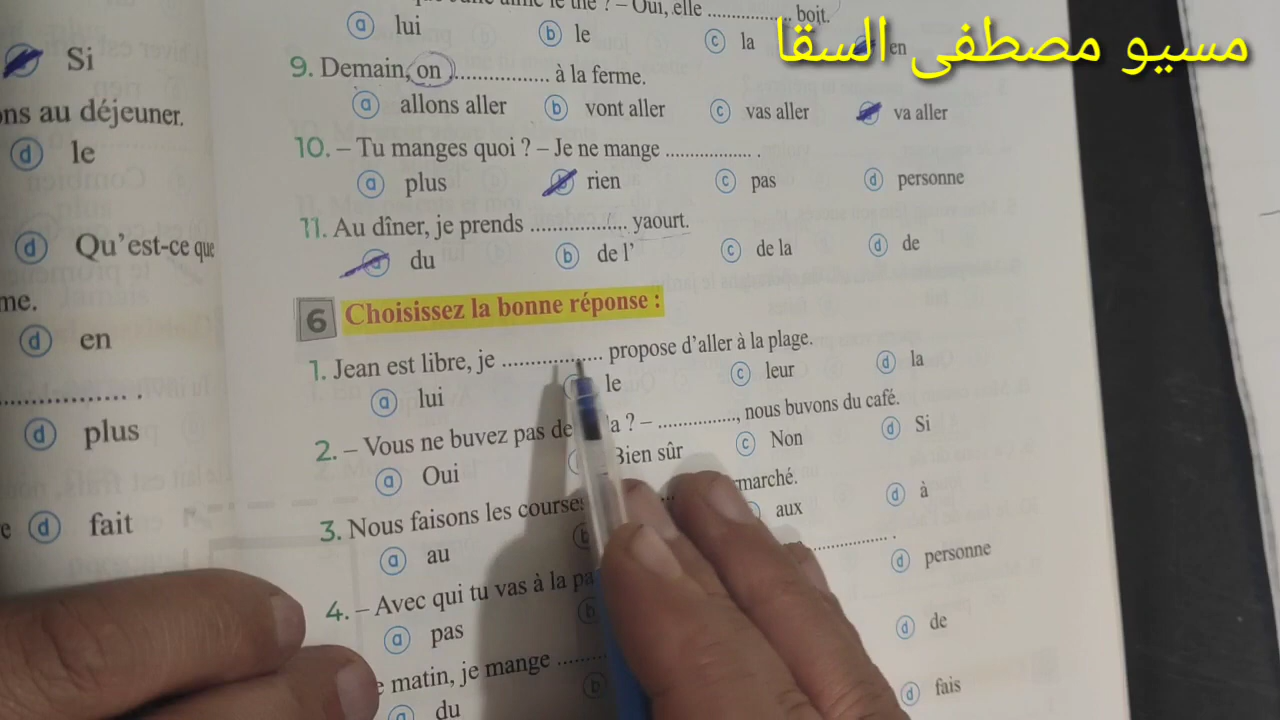 مسيو مصطفى السقا
Si
ns au déjeuner.
d le
d Qu'est-ce que
me.
d en
d plus
d fait
? – Oui, elle .................. boit.
a lui b le c la en
9. Demain, on .................. à la ferme.
a allons aller b vont aller c vas aller va aller
10. – Tu manges quoi ? – Je ne mange .................. .
a plus b rien c pas d personne
11. Au dîner, je prends .................. yaourt.
a du b de l' c de la d de
6 Choisissez la bonne réponse :
1. Jean est libre, je .................. propose d'aller à la plage.
a lui le c leur d la
2. – Vous ne buvez pas de ? – .................., nous buvons du café.
a Oui Bien sûr c Non d Si
3. Nous faisons les courses marché.
a au b aux d à
4. – Avec qui tu vas à la .................. .
a pas b d personne
matin, je mange ..........
a du b d de
d fais